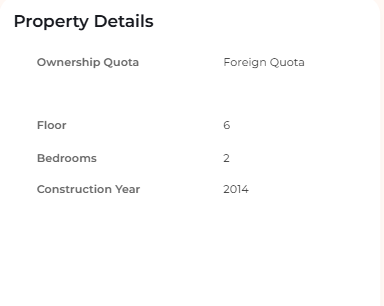 Property Details
Ownership Quota Foreign Quota
Floor 6
Bedrooms 2
Construction Year 2014